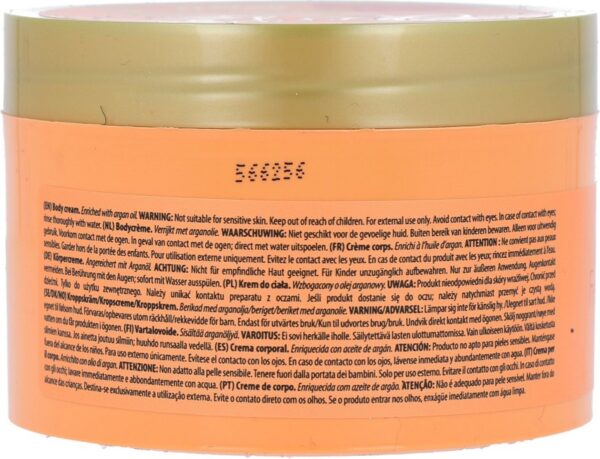 566256
(EN) Body cream. Enriched with argan oil. WARNING: Not suitable for sensitive skin. Keep out of reach of children. For external use only. Avoid contact with eyes. In case of contact with eyes,
rinse thoroughly with water. (NL) Bodycrème. Verrijkt met arganolie. WAARSCHUWING: Niet geschikt voor de gevoelige huid. Buiten bereik van kinderen bewaren. Alleen voor uitwendig
gebruik. Voorkom contact met de ogen. In geval van contact met de ogen; direct met water uitspoelen. (FR) Crème corps. Enrichi à l'huile d'argan. ATTENTION : Ne convient pas aux peaux
sensibles. Garder hors de la portée des enfants. Pour utilisation externe uniquement. Evitez le contact avec les yeux. En cas de contact du produit avec les yeux; rincez immédiatement à l'eau.
(DE) Körpercreme. Angereichert mit Arganöl. ACHTUNG: Nicht für empfindliche Haut geeignet. Für Kinder unzugänglich aufbewahren. Nur zur äußeren Anwendung. Augenkontakt
vermeiden. Bei Berührung mit den Augen; sofort mit Wasser ausspülen. (PL) Krem do ciała. Wzbogacony o olej arganowy. UWAGA: Produkt nieodpowiedni dla skóry wrażliwej. Chronić przed
dziećmi. Tylko do użytku zewnętrznego. Należy unikać kontaktu preparatu z oczami. Jeśli produkt dostanie się do oczu; należy natychmiast przemyć je czystą wodą.
(SE/DK/NO) Kroppskräm/Kropscreme/Kroppskrem. Berikad med arganolja/beriget/beriket med arganolie. VARNING/ADVARSEL: Lämpar sig inte för känslig hy. /Uegnet til sart hud. /Ikke
egnet til følsom hud. Förvaras/opbevares utom räckhåll/rekkevidde för barn. Endast för utvärtes bruk/Kun til udvortes brug/bruk. Undvik direkt kontakt med ögonen. Skölj noggrant/høye med
vatten om du får produkten i ögonen. (FI) Vartalovoide. Sisältää arganöljyä. VAROITUS: Ei sovi herkälle iholle. Säilytettävä lasten ulottumattomissa. Vain ulkoiseen käyttöön. Vältä kosketusta
silmien kanssa. Jos ainetta joutuu silmiin; huuhdo runsaalla vedellä. (ES) Crema corporal. Enriquecida con aceite de argán. ATENCIÓN: Producto no apto para pieles sensibles. Manténgase
fuera del alcance de los niños. Para uso externo únicamente. Evítese el contacto con los ojos. En caso de contacto con los ojos, lávense inmediata y abundantemente con agua. (IT) Crema per
il corpo. Arricchito con olio di argan. ATTENZIONE: Non adatto alla pelle sensibile. Tenere fuori dalla portata dei bambini. Solo per uso esterno. Evitare il contatto con gli occhi. In caso di contatto
con gli occhi; lavare immediatamente e abbondantemente con acqua. (PT) Creme de corpo. Enriquecida com aceite de argán. ATENÇÃO: Não é adequado para pele sensível. Manter fora do
alcance das crianças. Destina-se exclusivamente a utilização externa. Evite o contato direto com os olhos. Se o produto entrar nos olhos, enxágue imediatamente com água limpa.